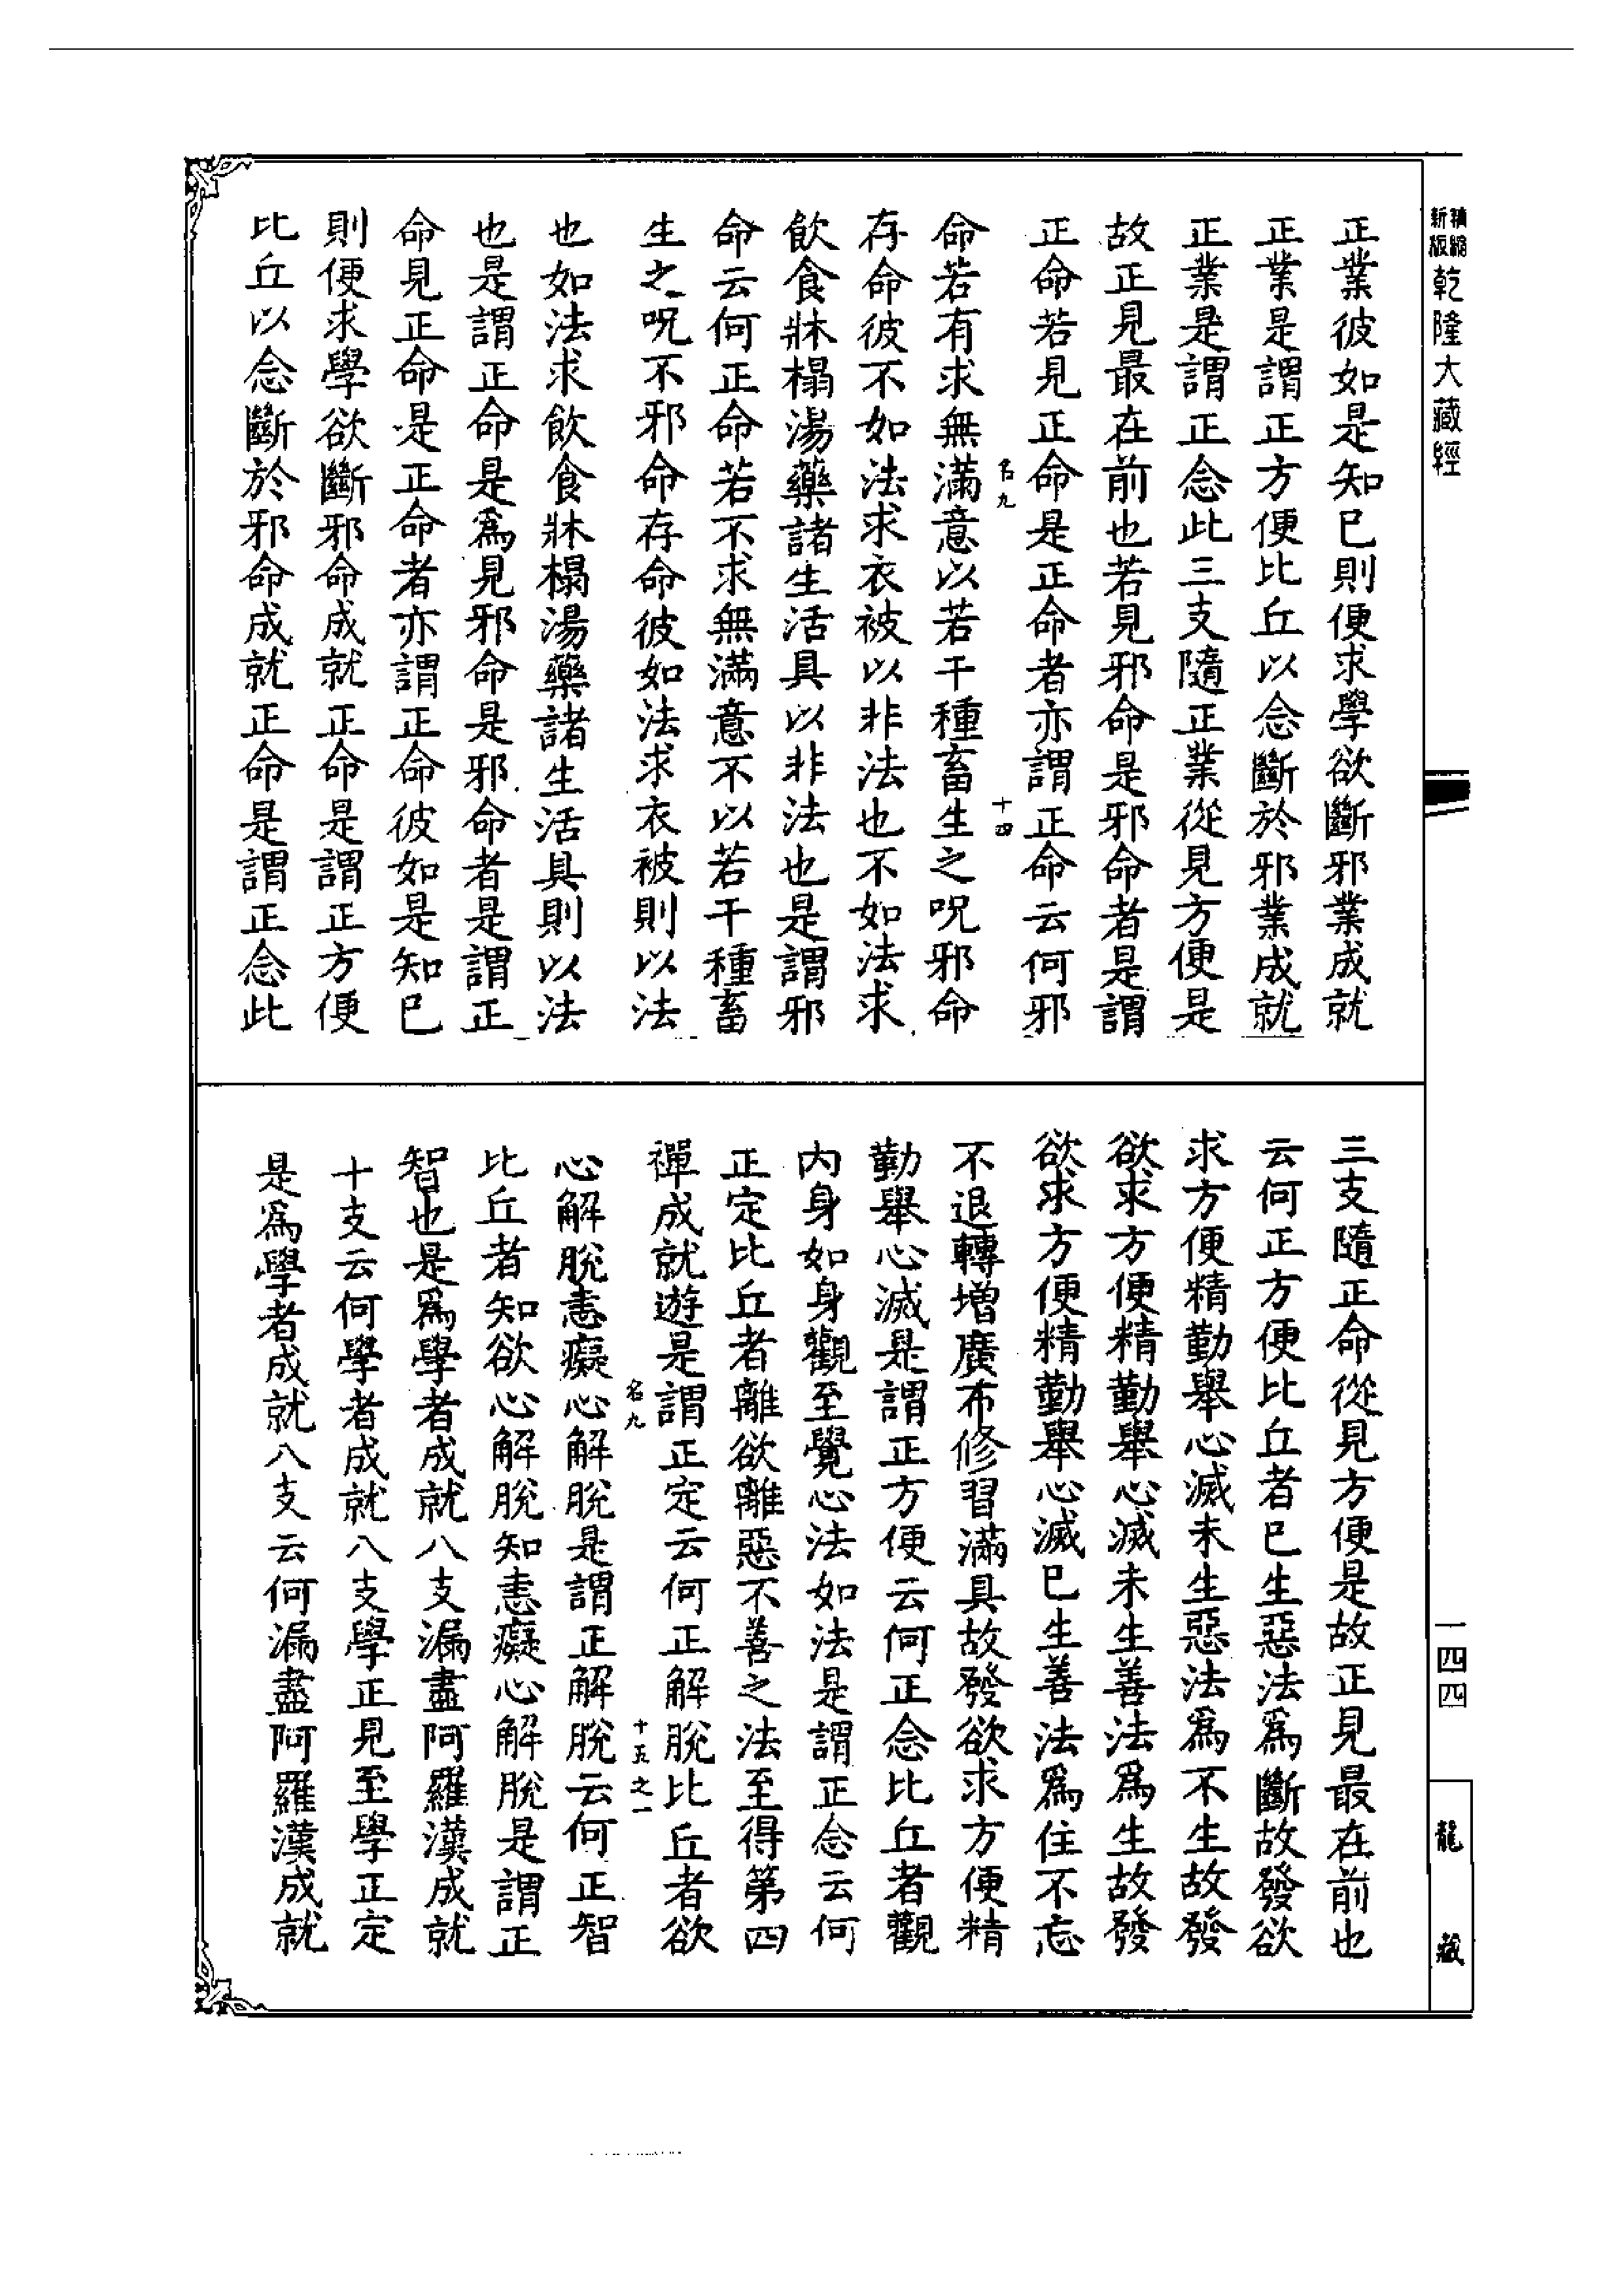 新版精縮乾隆大藏經
正業彼如是知已則便求學欲斷邪業成就
正業是謂正方便比丘以念斷於邪業成就
正業是謂正念此三支隨正業從見方便是
故正見最在前也若見邪命是邪命者是謂
正命若見正命是正命者亦謂正命云何邪
名九 十四
命若有求無滿意以若干種畜生之呪邪命
存命彼不如法求衣被以非法也不如法求
飲食牀榻湯藥諸生活具以非法也是謂邪
命云何正命若不求無滿意不以若干種畜
生之呪不邪命存命彼如法求衣被則以法
也如法求飲食牀榻湯藥諸生活具則以法
也是謂正命是爲見邪命是邪命者是謂正
命見正命是正命者亦謂正命彼如是知已
則便求學欲斷邪命成就正命是謂正方便
比丘以念斷於邪命成就正命是謂正念此
三支隨正命從見方便是故正見最在前也
云何正方便比丘者已生惡法爲斷故發欲
求方便精勤舉心滅未生惡法爲不生故發
欲求方便精勤舉心滅未生善法爲生故發
欲求方便精勤舉心滅已生善法爲住不忘
不退轉增廣布修習滿具故發欲求方便精
勤舉心滅是謂正方便云何正念比丘者觀
內身如身觀至覺心法如法是謂正念云何
正定比丘者離欲離惡不善之法至得第四
禪成就遊是謂正定云何正解脫比丘者欲
名九 十五之一
心解脫恚癡心解脫是謂正解脫云何正智
比丘者知欲心解脫知恚癡心解脫是謂正
智也是爲學者成就八支漏盡阿羅漢成就
十支云何學者成就八支學正見至學正定
是爲學者成就八支云何漏盡阿羅漢成就
一四四
龍藏